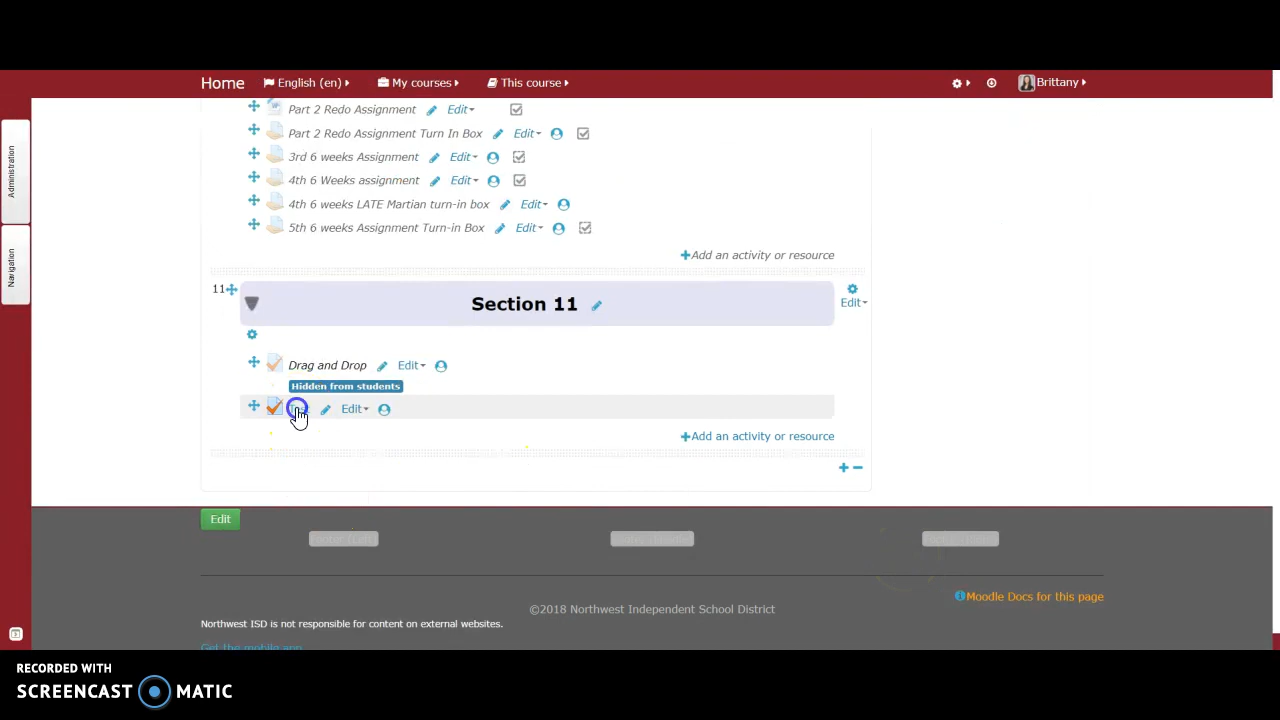 Home English (en) My courses This course Brittany
Administration
Navigation
Part 2 Redo Assignment Edit
Part 2 Redo Assignment Turn In Box Edit
3rd 6 weeks Assignment Edit
4th 6 Weeks assignment Edit
4th 6 weeks LATE Martian turn-in box Edit
5th 6 weeks Assignment Turn-in Box Edit
Add an activity or resource
11
Section 11
Edit
Drag and Drop Edit
Hidden from students
Edit
Add an activity or resource
Edit
Moodle Docs for this page
©2018 Northwest Independent School District
Northwest ISD is not responsible for content on external websites.
Get the mobile app
RECORDED WITH
SCREENCAST MATIC